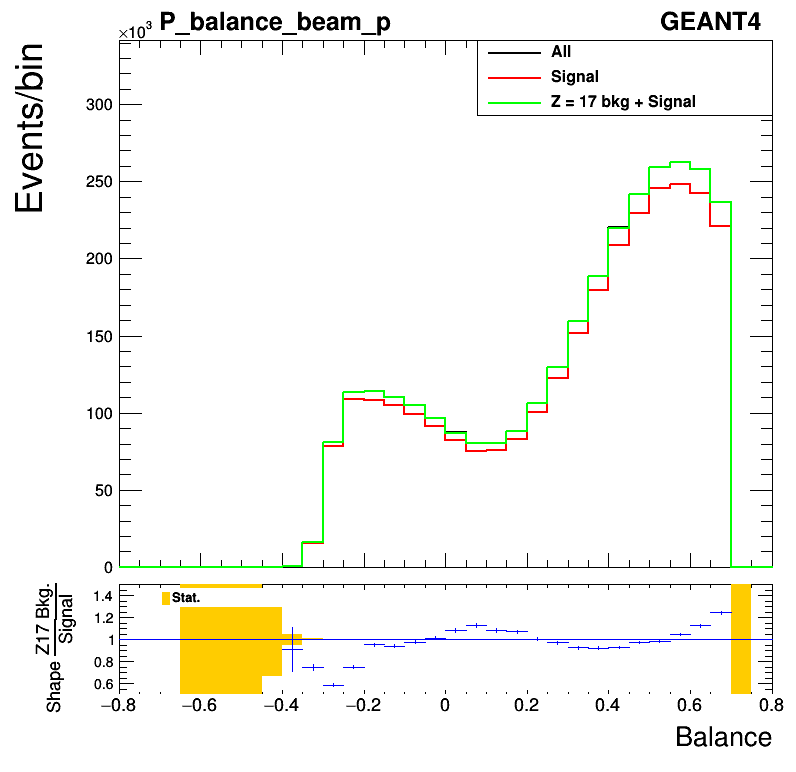 ×10³ P_balance_beam_p GEANT4
Events/bin
All
Signal
Z = 17 bkg + Signal
300
250
200
150
100
50
0
Shape Z17 Bkg. / Signal
Stat.
1.4
1.2
1
0.8
0.6
−0.8 −0.6 −0.4 −0.2 0 0.2 0.4 0.6 0.8
Balance